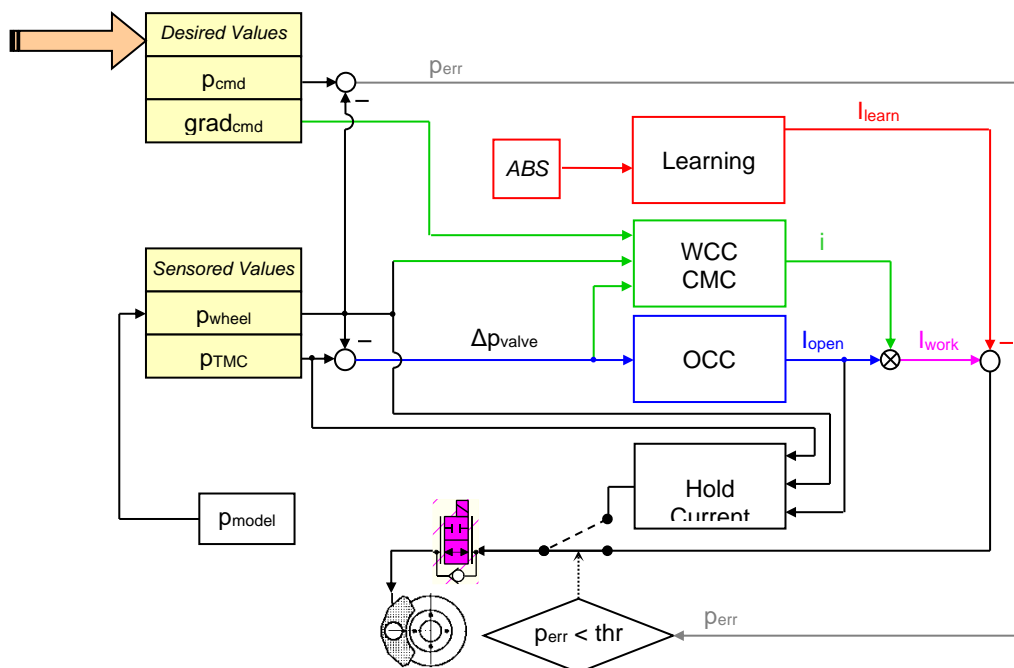 Desired Values
pcmd
perr
–
gradcmd
Ilearn
ABS
Learning
WCC
CMC
i
Sensored Values
pwheel
–
pTMC
Δpvalve
OCC
Iopen
Iwork
–
Hold
Current
pmodel
perr < thr
perr